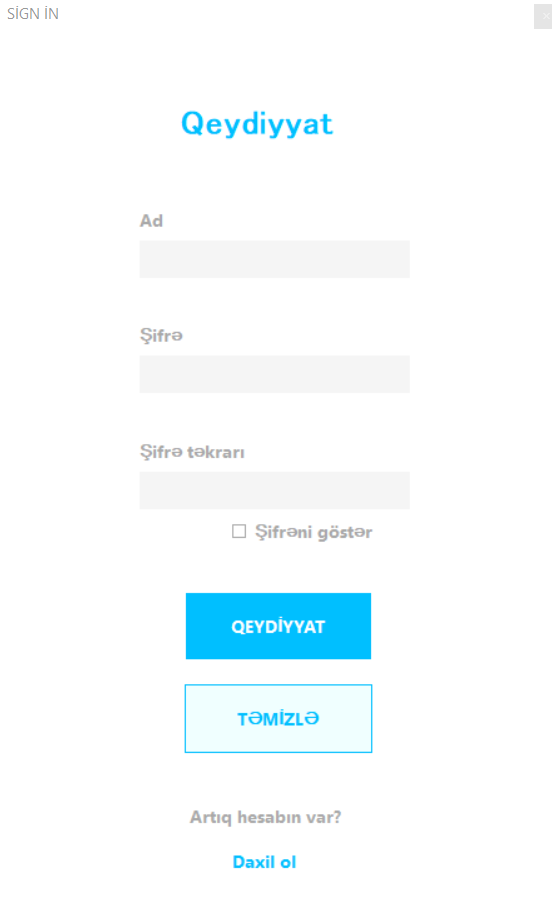 SİGN İN
Qeydiyyat
Ad
Şifrə
Şifrə təkrarı
Şifrəni göstər
QEYDİYYAT
TƏMİZLƏ
Artıq hesabın var?
Daxil ol